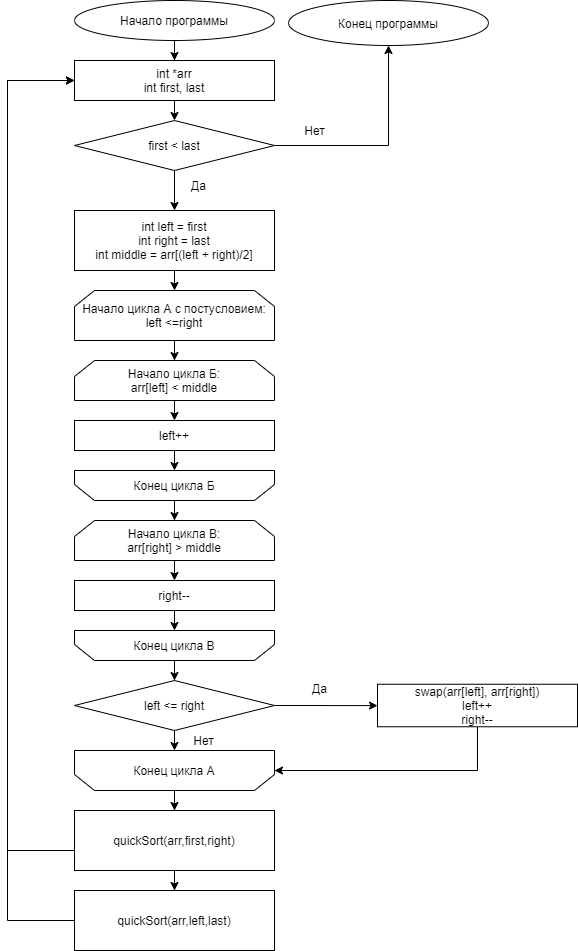 Начало программы
Конец программы
int *arr
int first, last
first < last
Нет
Да
int left = first
int right = last
int middle = arr[(left + right)/2]
Начало цикла А с постусловием:
left <=right
Начало цикла Б:
arr[left] < middle
left++
Конец цикла Б
Начало цикла В:
arr[right] > middle
right--
Конец цикла В
left <= right
Да
swap(arr[left], arr[right])
left++
right--
Нет
Конец цикла А
quickSort(arr,first,right)
quickSort(arr,left,last)